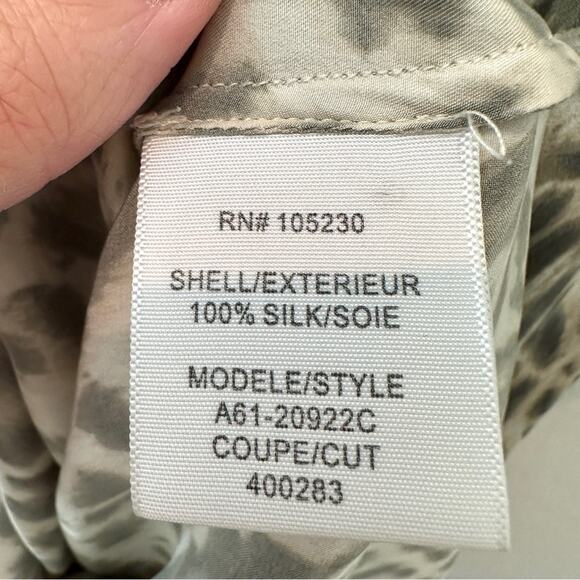 RN# 105230
SHELL/EXTERIEUR
100% SILK/SOIE
MODELE/STYLE
A61-20922C
COUPE/CUT
400283